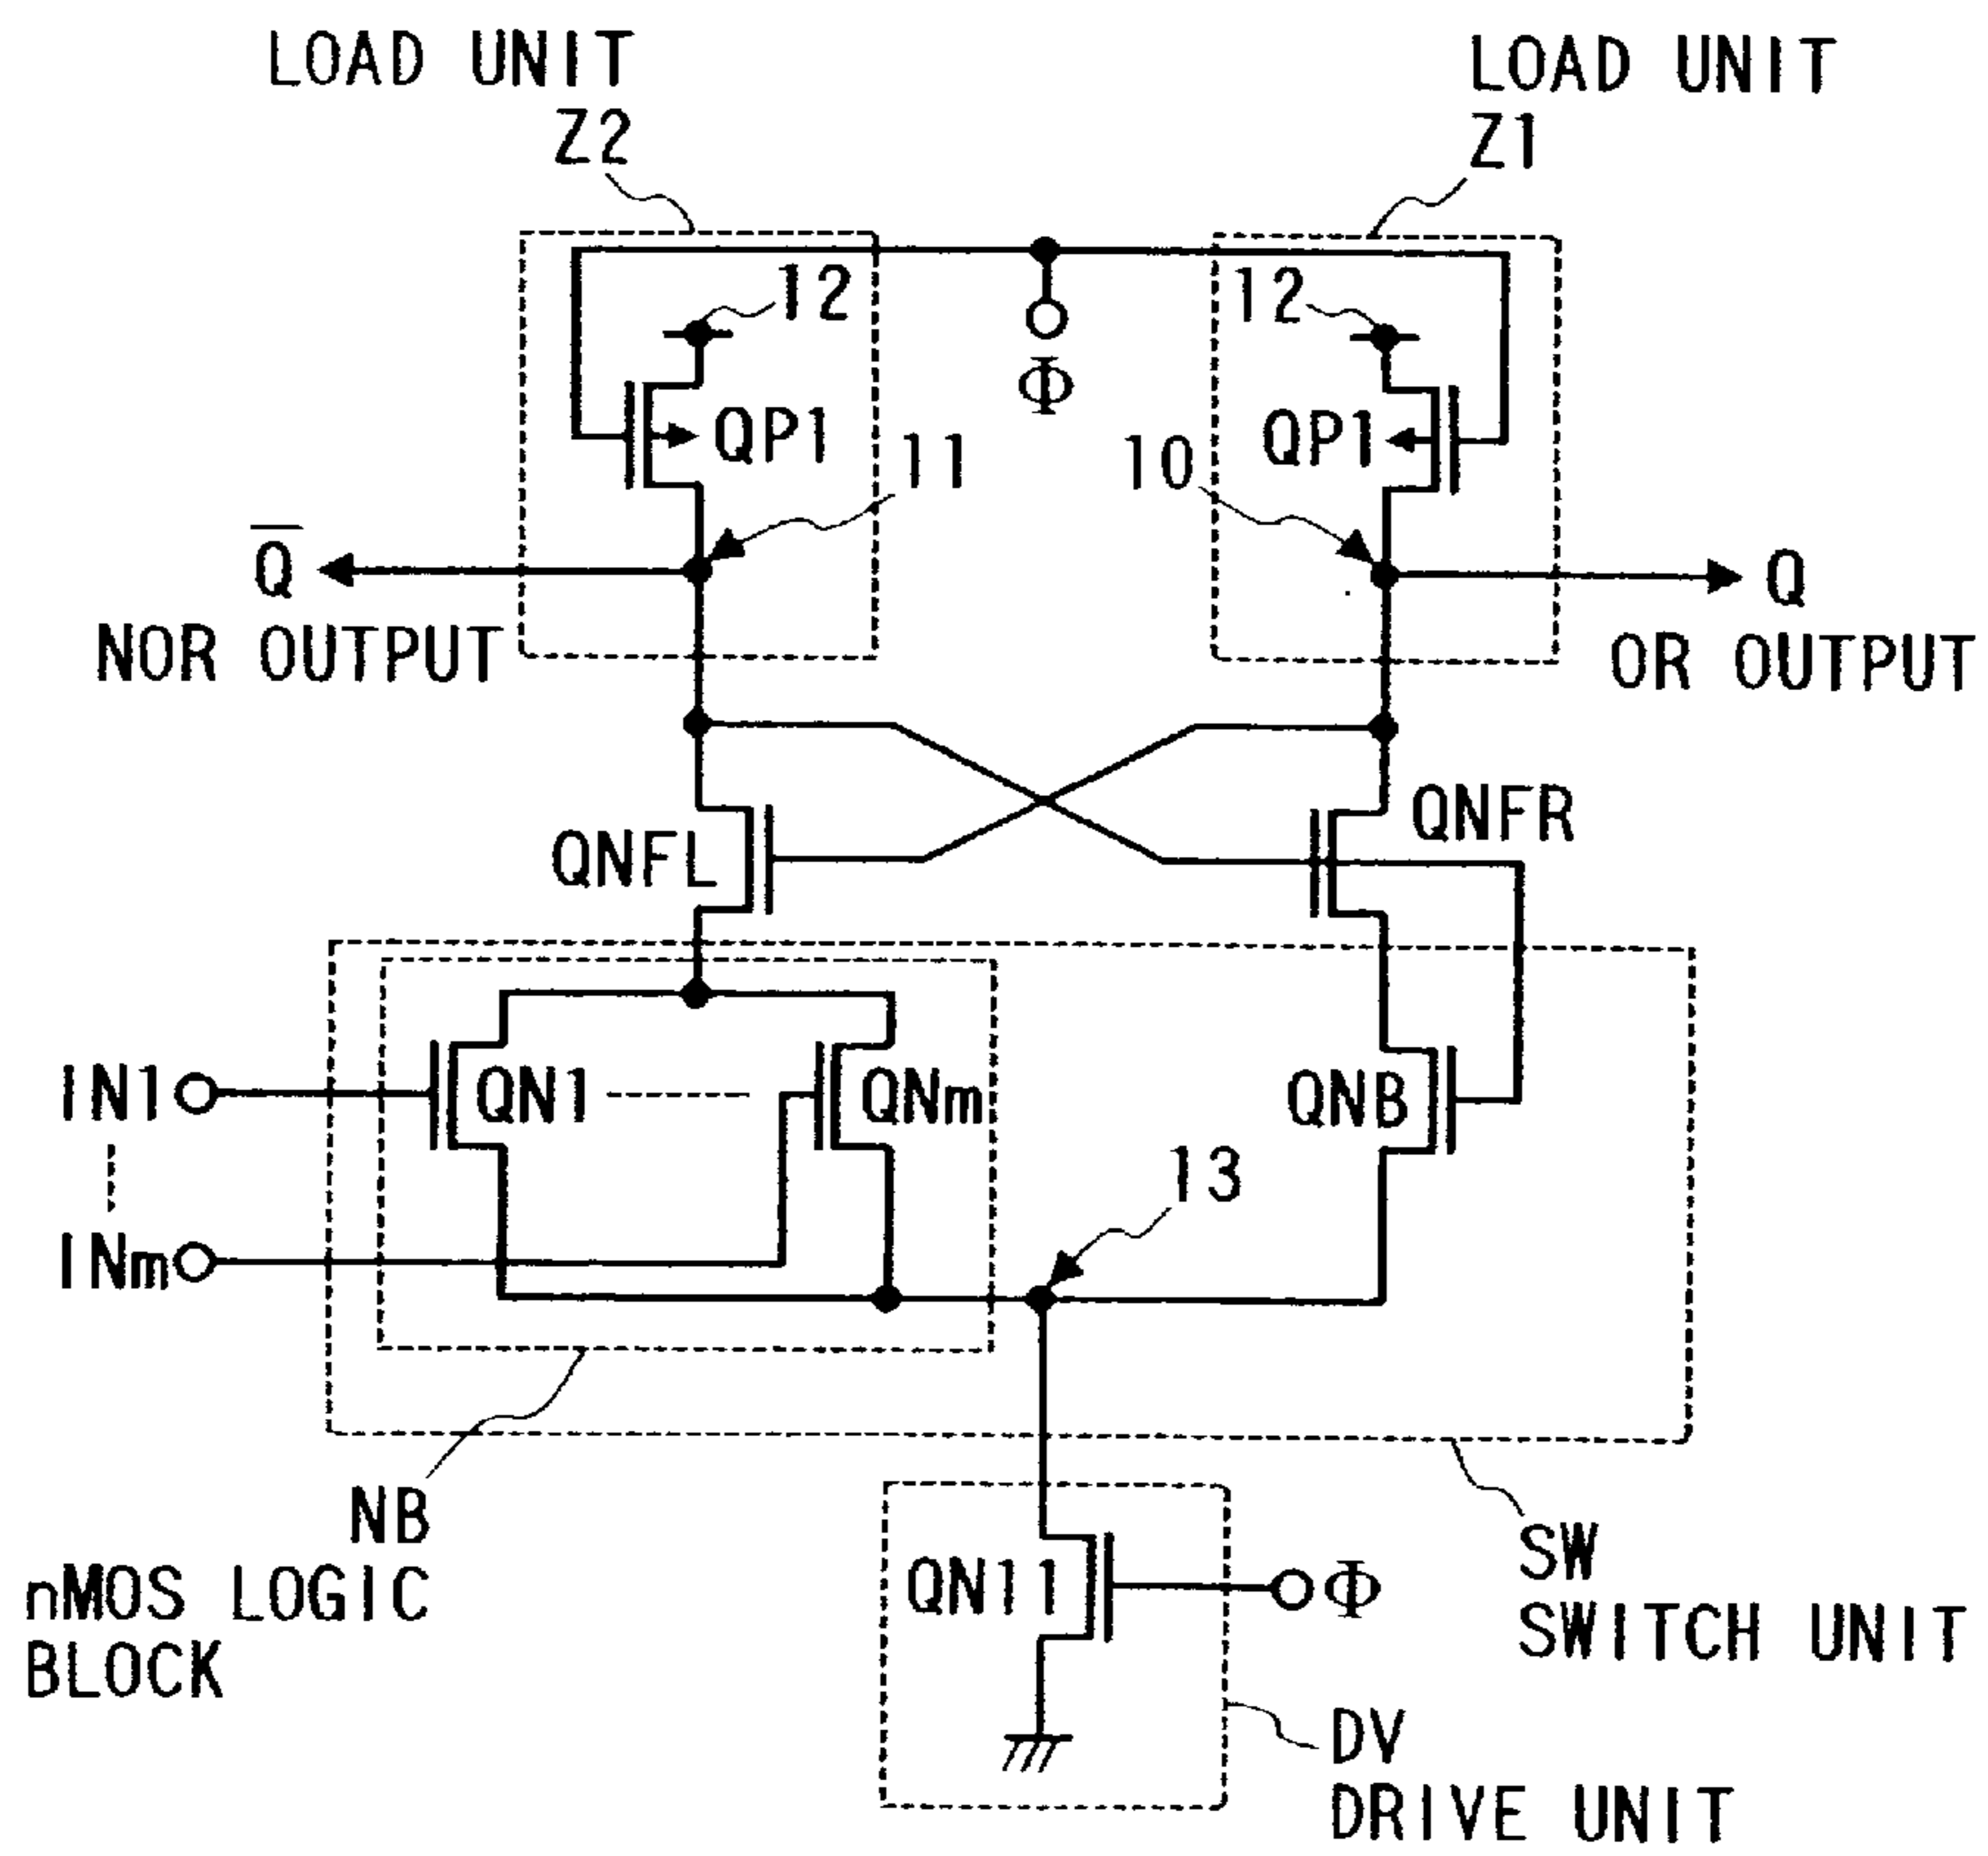 LOAD UNIT
Z2
LOAD UNIT
Z1
12
12
Φ
QP1
QP1
11
10
Q̅
NOR OUTPUT
Q
OR OUTPUT
QNFL
QNFR
IN1
QN1
QNm
QNB
13
INm
NB
nMOS LOGIC
BLOCK
SW
SWITCH UNIT
QN11
Φ
DV
DRIVE UNIT